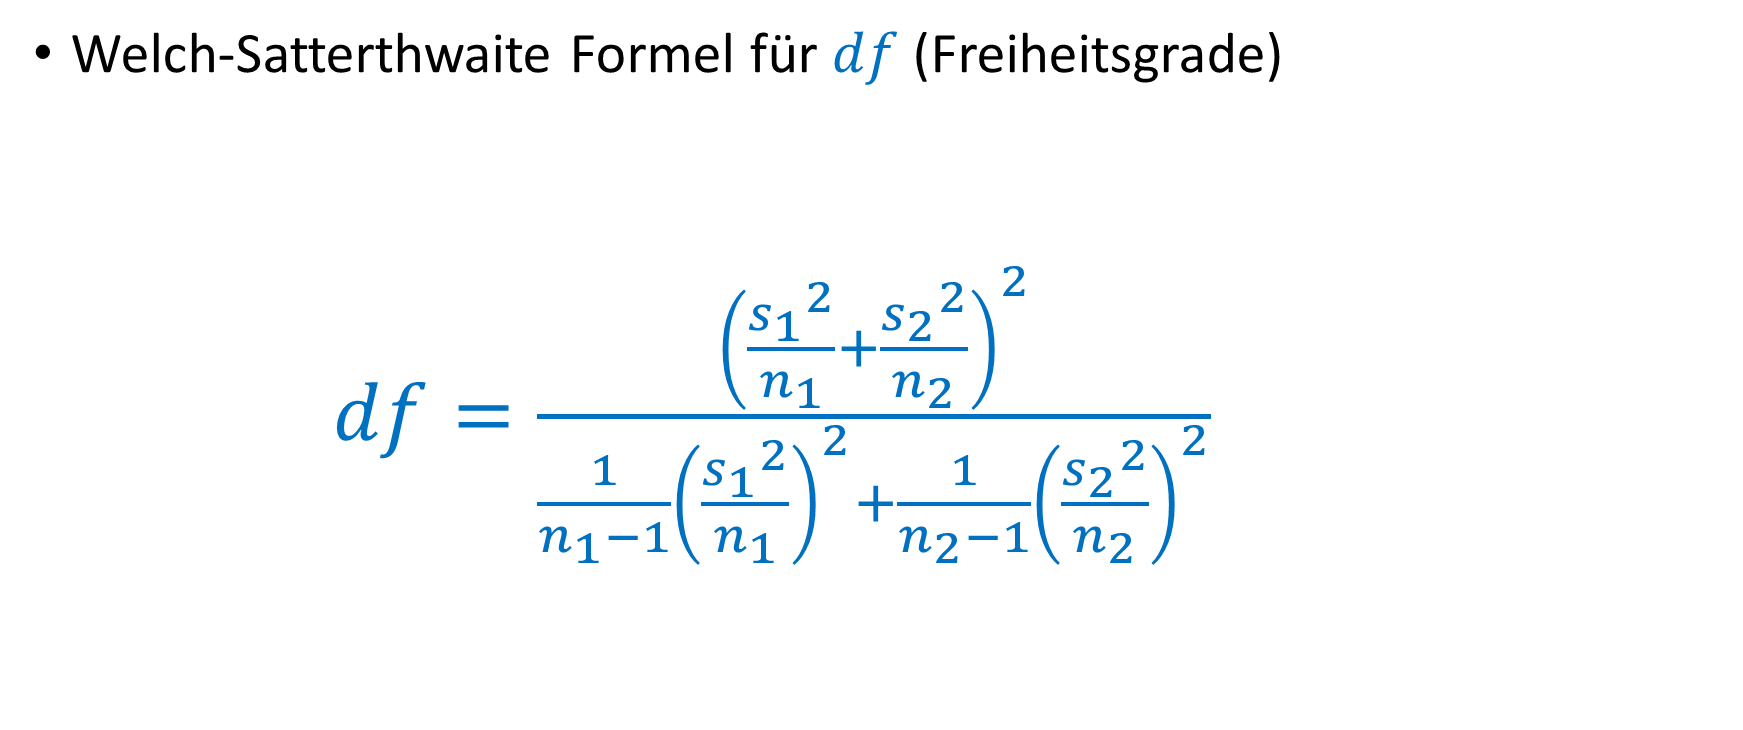 • Welch-Satterthwaite Formel für df (Freiheitsgrade)
df = ((s₁²/n₁ + s₂²/n₂)²) / (1/(n₁−1) (s₁²/n₁)² + 1/(n₂−1) (s₂²/n₂)²)